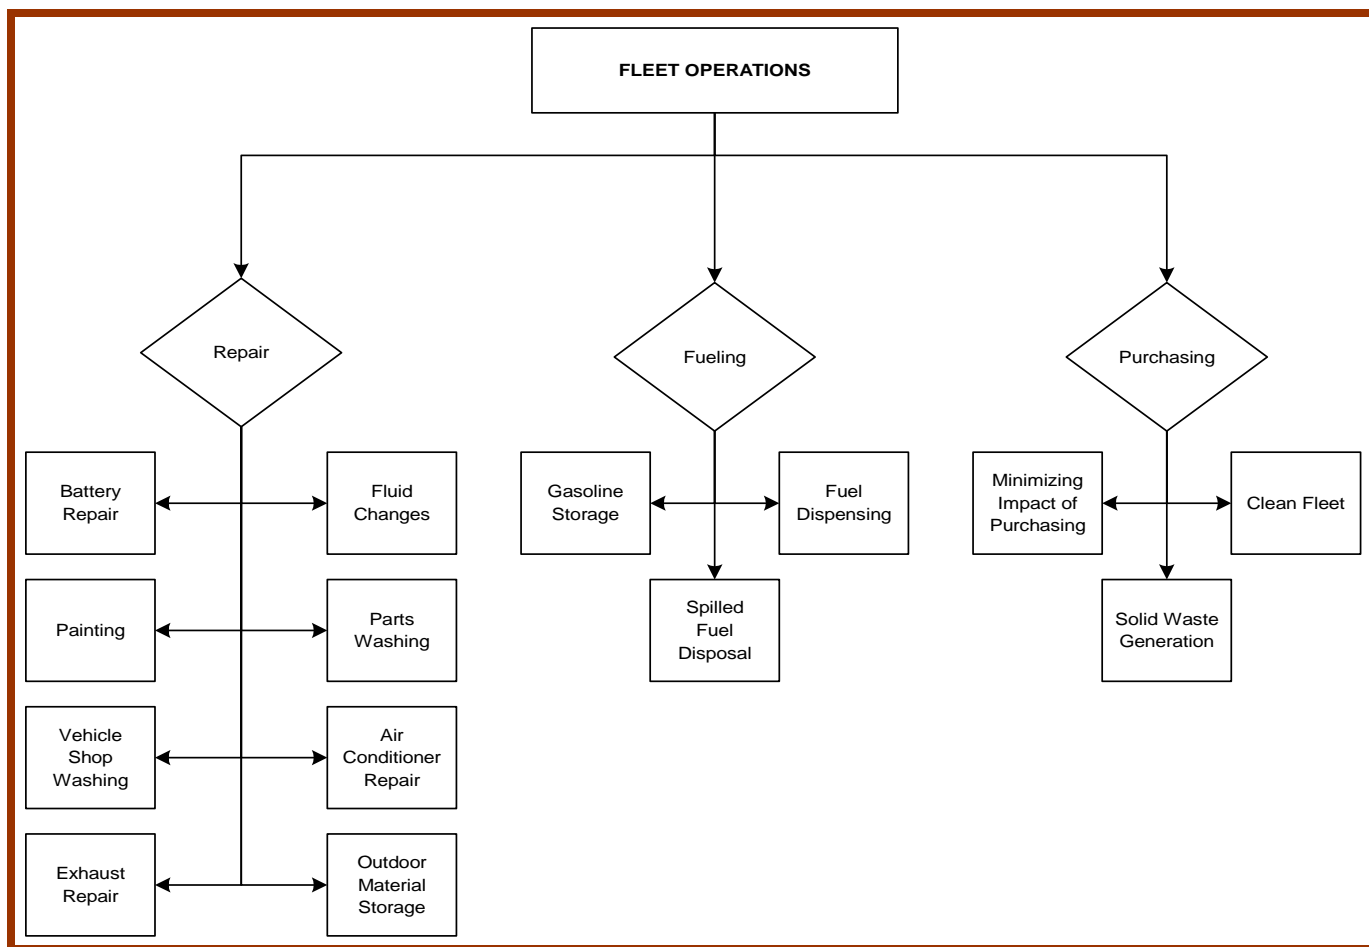 FLEET OPERATIONS
Repair
Fueling
Purchasing
Battery
Repair
Fluid
Changes
Gasoline
Storage
Fuel
Dispensing
Minimizing
Impact of
Purchasing
Clean Fleet
Painting
Parts
Washing
Spilled
Fuel
Disposal
Solid Waste
Generation
Vehicle
Shop
Washing
Air
Conditioner
Repair
Exhaust
Repair
Outdoor
Material
Storage